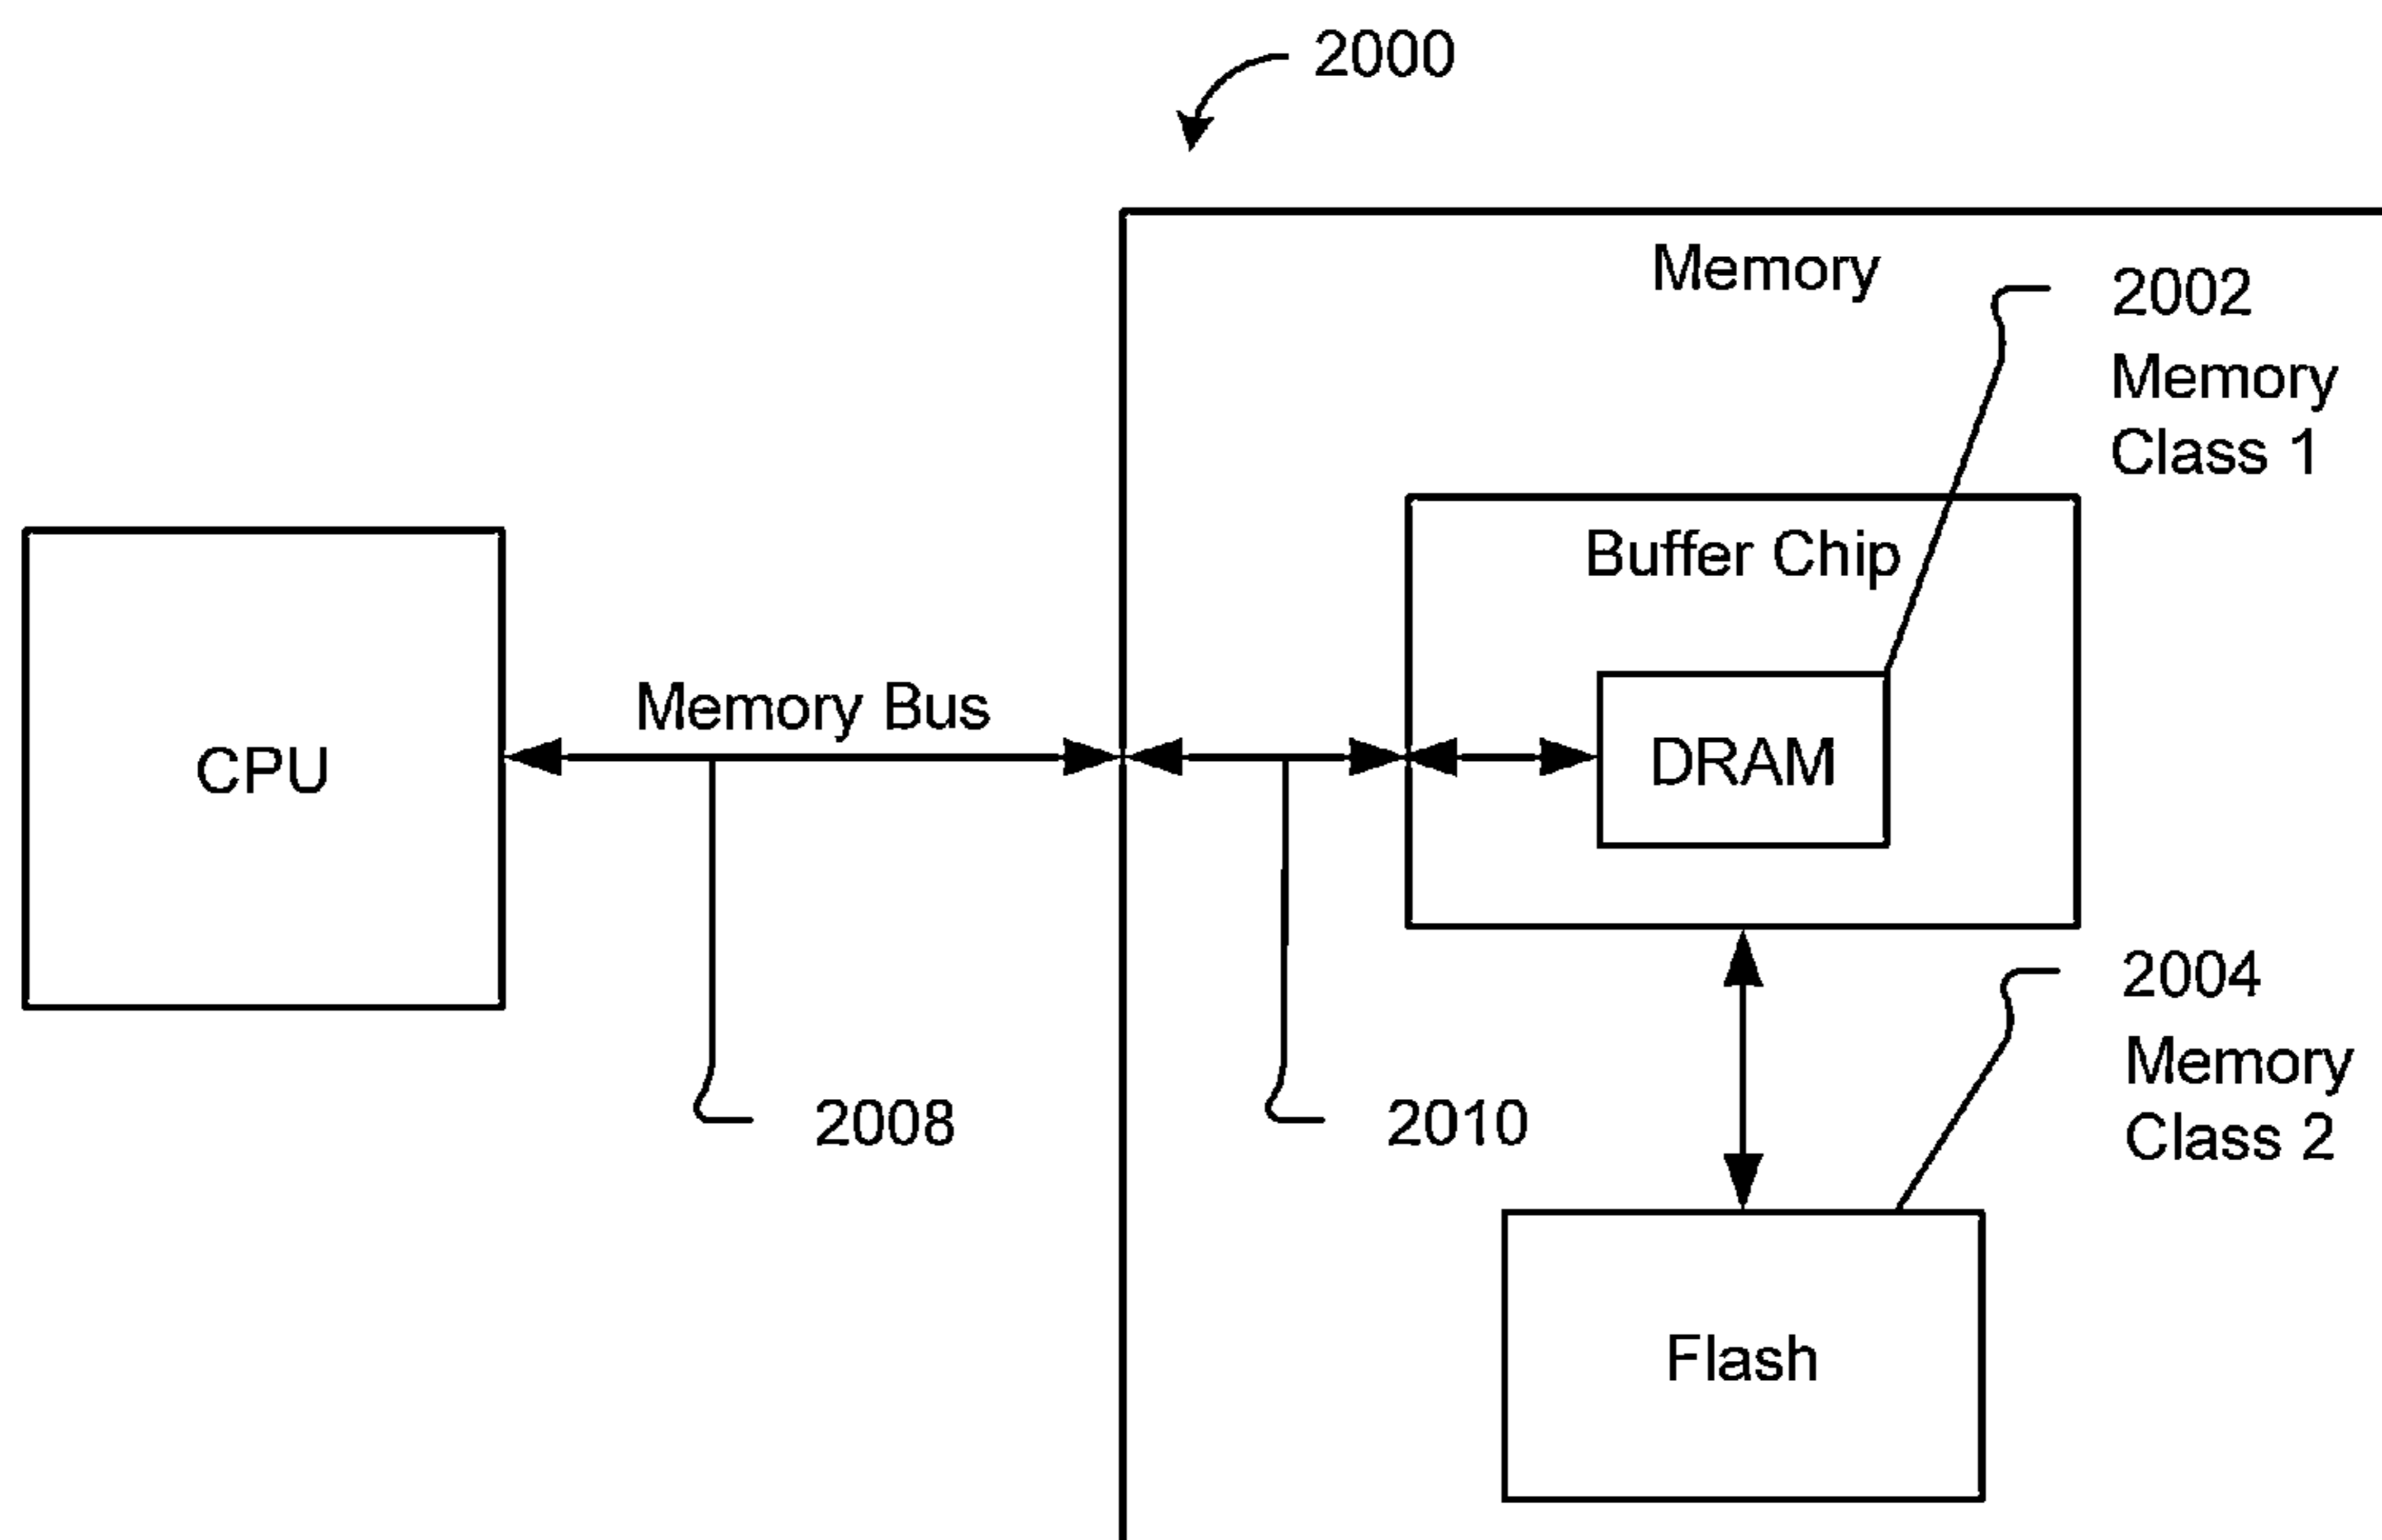 2000
Memory
2002
Memory
Class 1
Buffer Chip
Memory Bus
CPU
DRAM
2004
Memory
Class 2
2008
2010
Flash